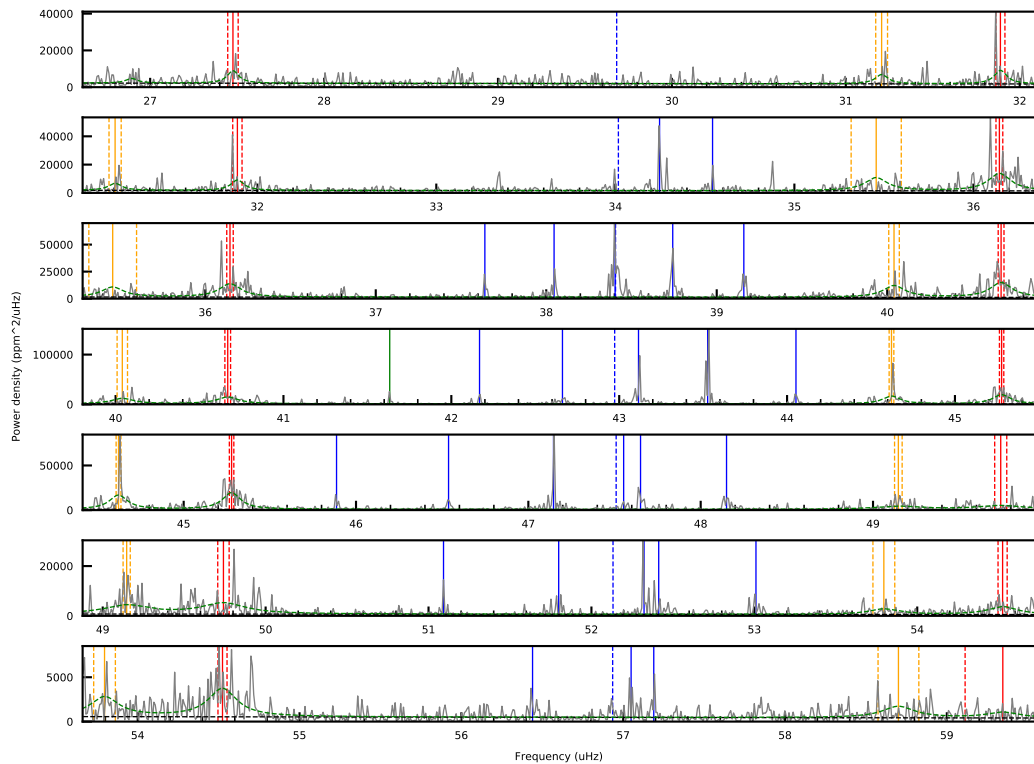 40000
20000
0
27 28 29 30 31 32
40000
20000
0
32 33 34 35 36
50000
25000
0
36 37 38 39 40
Power density (ppm^2/uHz)
100000
0
40 41 42 43 44 45
50000
0
45 46 47 48 49
20000
0
49 50 51 52 53 54
5000
0
54 55 56 57 58 59
Frequency (uHz)